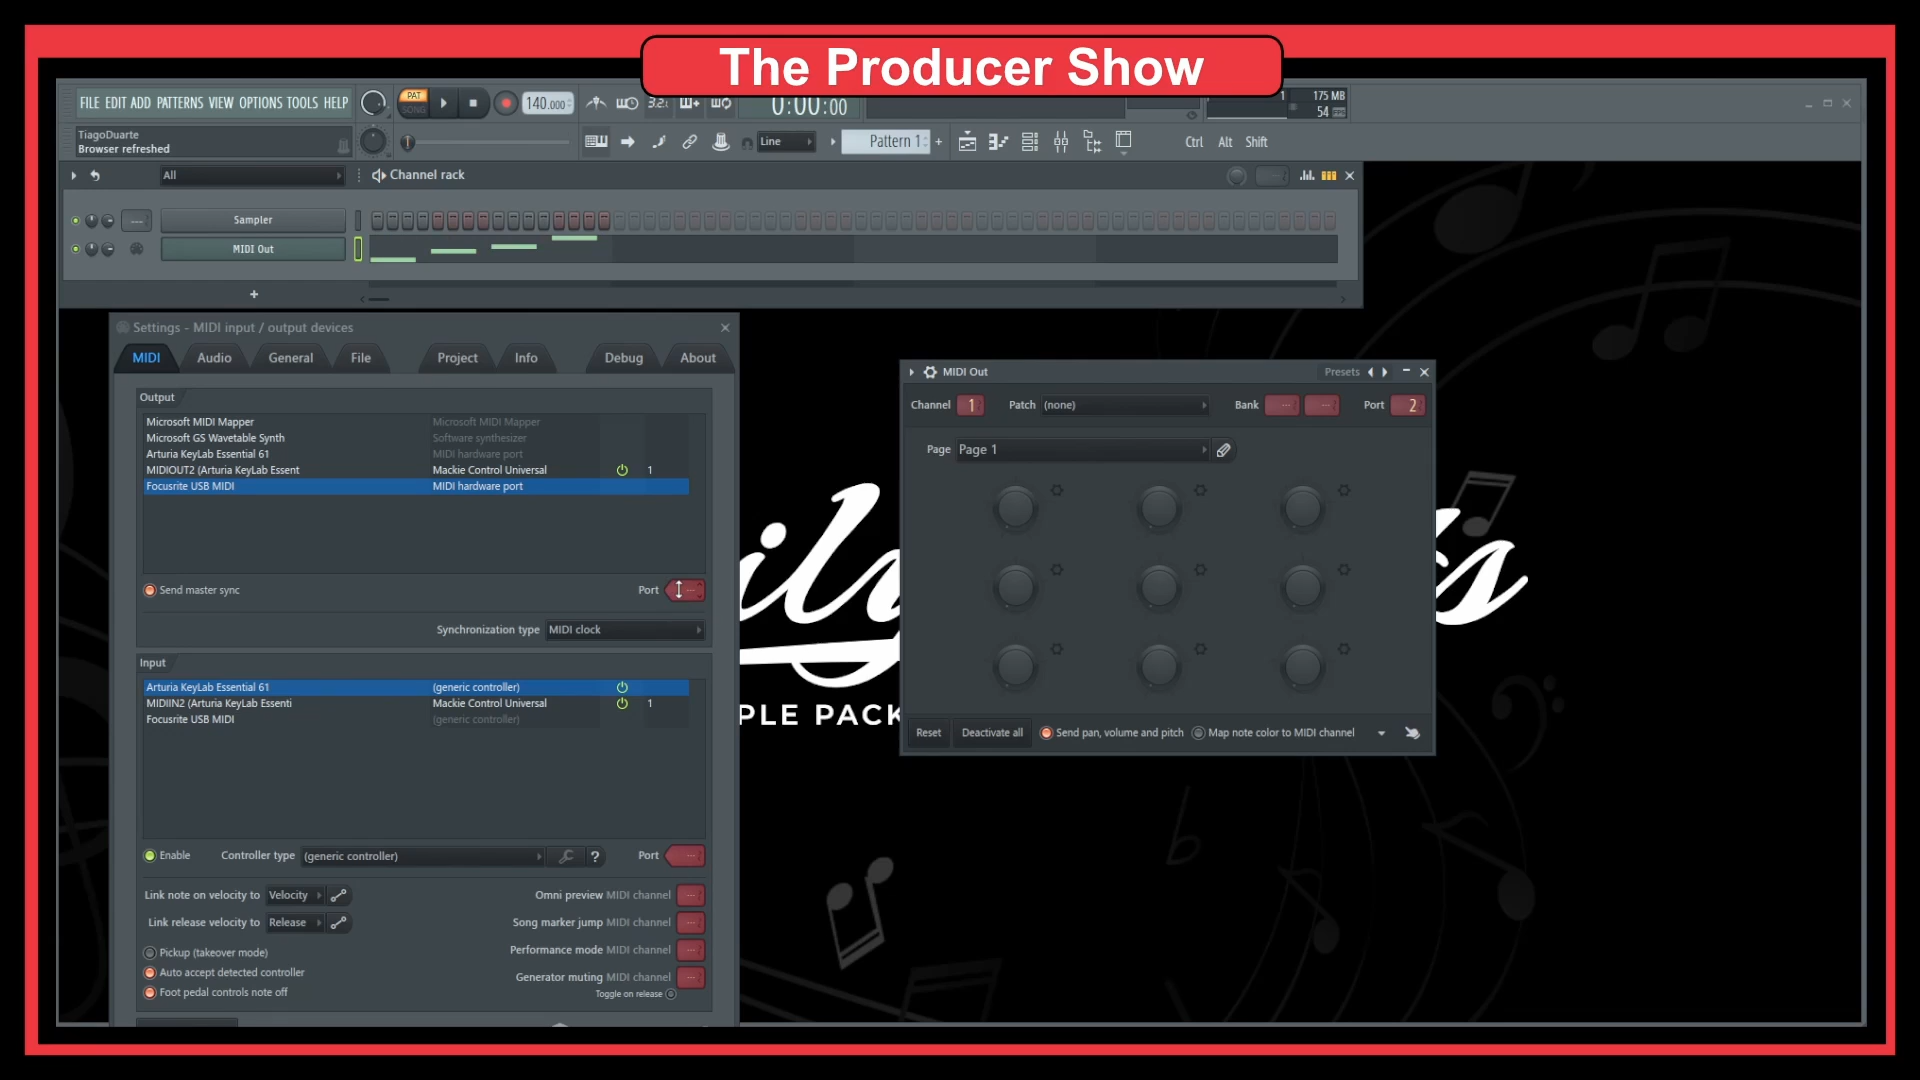 The Producer Show
FILE EDIT ADD PATTERNS VIEW OPTIONS TOOLS HELP
PAT
SONG
140.000
3.2.
0:00:00
1
175 MB
54
TiagoDuarte
Browser refreshed
Line
Pattern 1
+
Ctrl Alt Shift
All
Channel rack
Sampler
MIDI Out
+
Settings - MIDI input / output devices
MIDI Audio General File Project Info Debug About
Output
Microsoft MIDI Mapper Microsoft MIDI Mapper
Microsoft GS Wavetable Synth Software synthesizer
Arturia KeyLab Essential 61 MIDI hardware port
MIDIOUT2 (Arturia KeyLab Essent Mackie Control Universal 1
Focusrite USB MIDI MIDI hardware port
Send master sync Port ---
Synchronization type MIDI clock
Input
Arturia KeyLab Essential 61 (generic controller)
MIDIIN2 (Arturia KeyLab Essenti Mackie Control Universal 1
Focusrite USB MIDI (generic controller)
Enable Controller type (generic controller) ? Port ---
Link note on velocity to Velocity Omni preview MIDI channel ---
Link release velocity to Release Song marker jump MIDI channel ---
Pickup (takeover mode) Performance mode MIDI channel ---
Auto accept detected controller Generator muting MIDI channel ---
Foot pedal controls note off Toggle on release
MIDI Out Presets
Channel 1 Patch (none) Bank --- --- Port 2
Page Page 1
Reset Deactivate all Send pan, volume and pitch Map note color to MIDI channel
PLE PACK